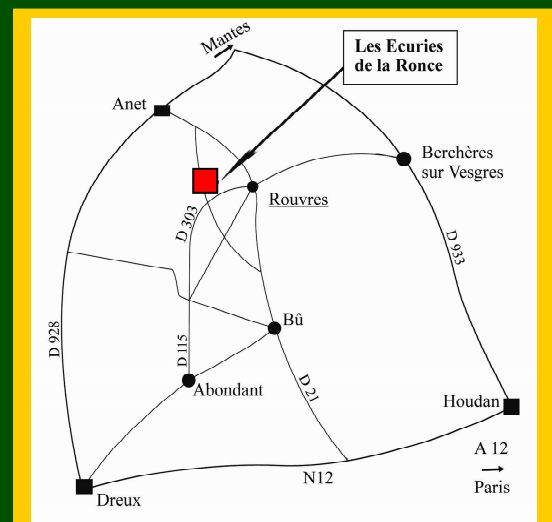 Mantes
Les Ecuries
de la Ronce
Anet
Berchères
sur Vesgres
Rouvres
D 303
D 933
Bû
D 928
D 115
Abondant
D 21
Houdan
A 12
N12
Paris
Dreux